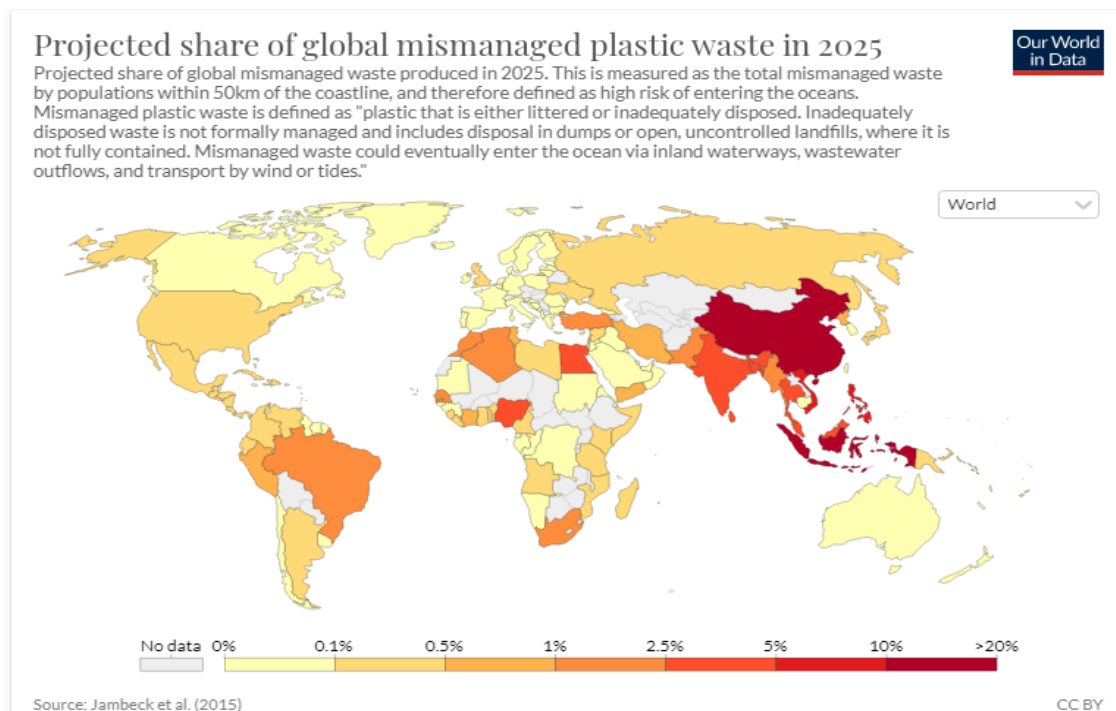 Projected share of global mismanaged plastic waste in 2025
Our World
in Data
Projected share of global mismanaged waste produced in 2025. This is measured as the total mismanaged waste
by populations within 50km of the coastline, and therefore defined as high risk of entering the oceans.
Mismanaged plastic waste is defined as "plastic that is either littered or inadequately disposed. Inadequately
disposed waste is not formally managed and includes disposal in dumps or open, uncontrolled landfills, where it is
not fully contained. Mismanaged waste could eventually enter the ocean via inland waterways, wastewater
outflows, and transport by wind or tides."
World
No data 0% 0.1% 0.5% 1% 2.5% 5% 10% >20%
Source: Jambeck et al. (2015) CC BY